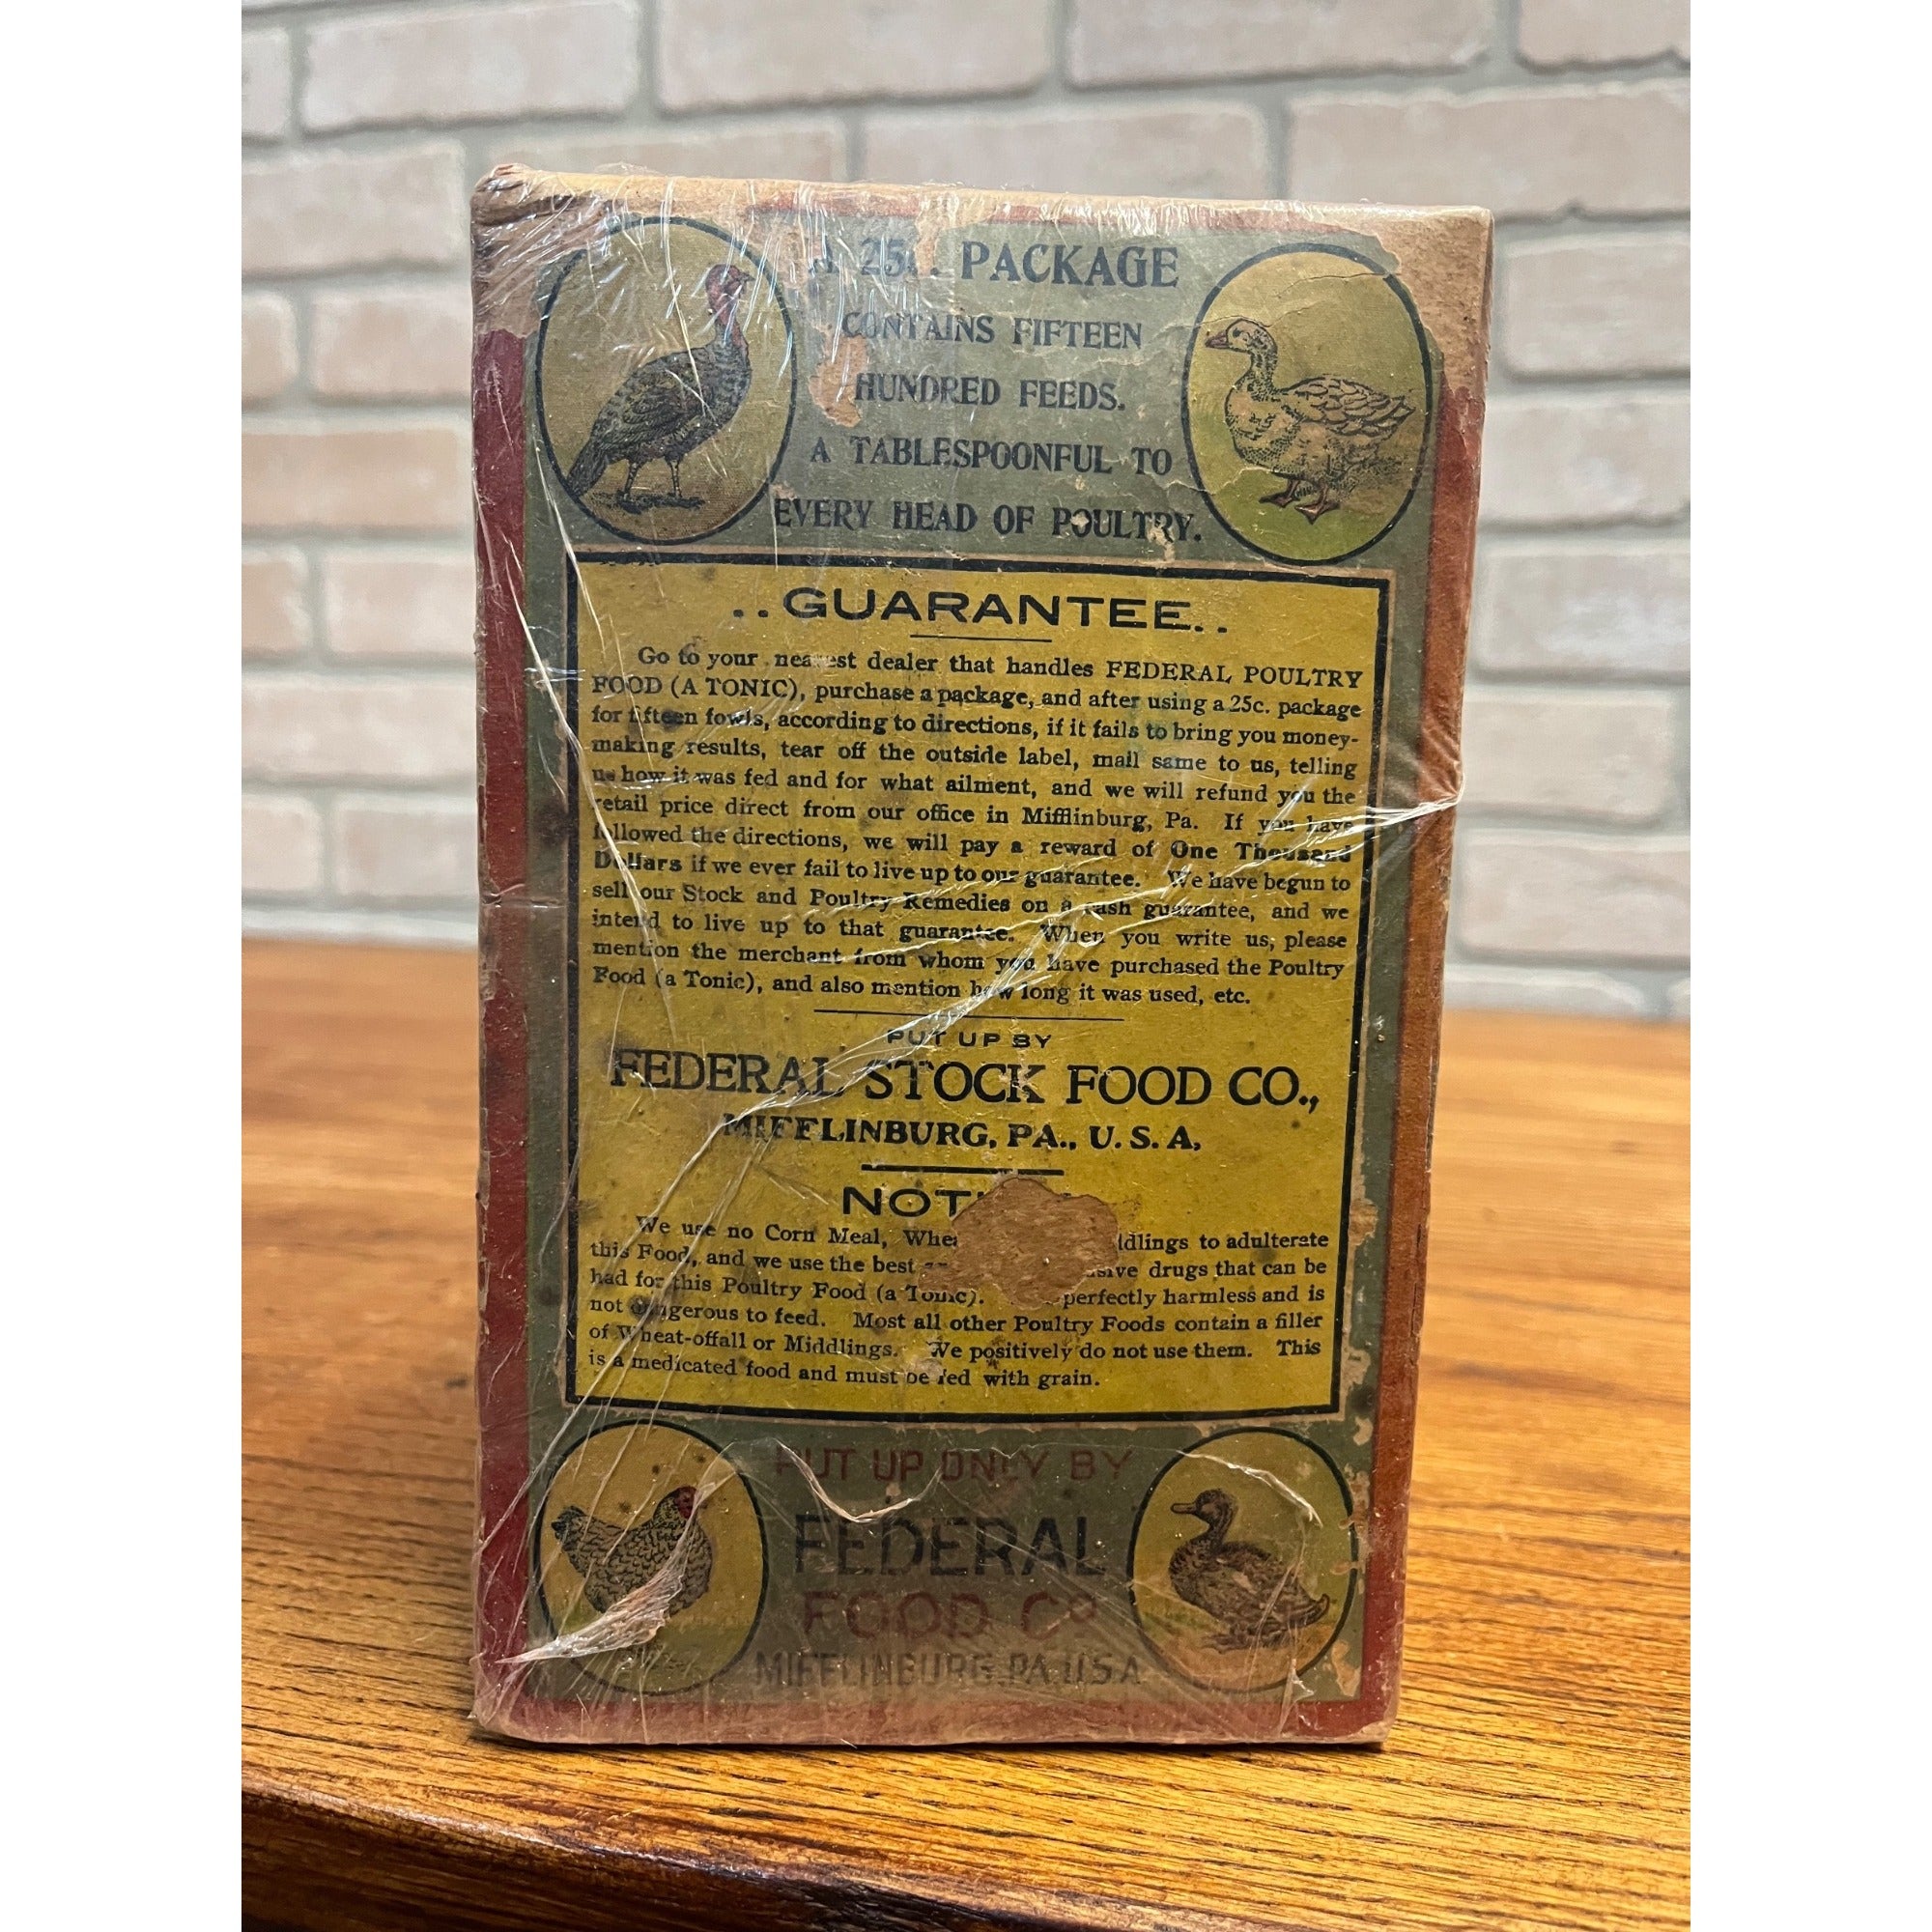 A 25c. PACKAGE
CONTAINS FIFTEEN
HUNDRED FEEDS.
A TABLESPOONFUL TO
EVERY HEAD OF POULTRY.
..GUARANTEE..
Go to your nearest dealer that handles FEDERAL POULTRY
FOOD (A TONIC), purchase a package, and after using a 25c. package
for fifteen fowls, according to directions, if it fails to bring you money-
making results, tear off the outside label, mail same to us, telling
us how it was fed and for what ailment, and we will refund you the
retail price direct from our office in Mifflinburg, Pa. If you have
followed the directions, we will pay a reward of One Thousand
Dollars if we ever fail to live up to our guarantee. We have begun to
sell our Stock and Poultry Remedies on a cash guarantee, and we
intend to live up to that guarantee. When you write us, please
mention the merchant from whom you have purchased the Poultry
Food (a Tonic), and also mention how long it was used, etc.
PUT UP BY
FEDERAL STOCK FOOD CO.,
MIFFLINBURG, PA., U. S. A,
We use no Corn Meal, to adulterate
this Food, and we use the best drugs that can be
had for this Poultry Food (a Tonic). perfectly harmless and is
not dangerous to feed. Most all other Poultry Foods contain a filler
of Wheat-offall or Middlings. We positively do not use them. This
is a medicated food and must be fed with grain.
PUT UP ONLY BY
FEDERAL
FOOD Co
MIFFLINBURG, PA. U.S.A